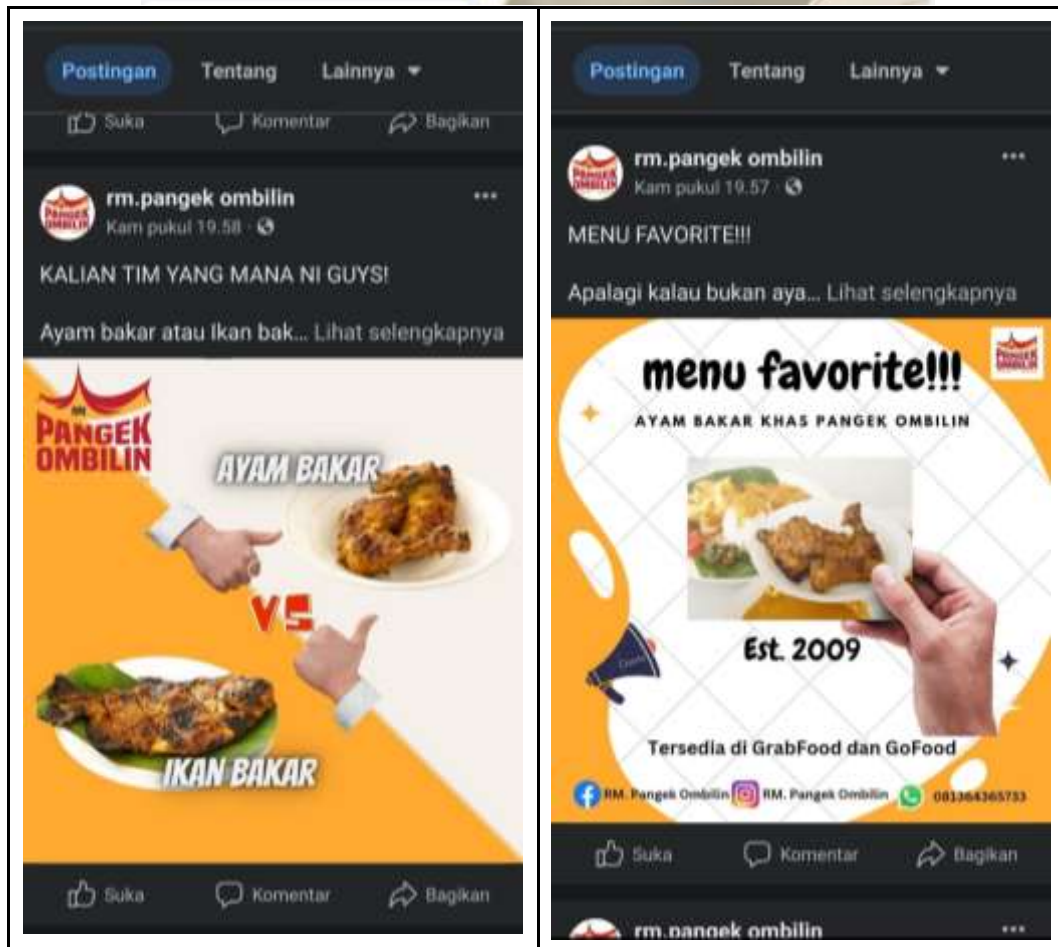 Postingan Tentang Lainnya
Suka Komentar Bagikan
rm.pangek ombilin
Kam pukul 19.58
KALIAN TIM YANG MANA NI GUYS!
Ayam bakar atau Ikan bak... Lihat selengkapnya
RM
PANGEK
OMBILIN
AYAM BAKAR
VS
IKAN BAKAR
Suka Komentar Bagikan
Postingan Tentang Lainnya
rm.pangek ombilin
Kam pukul 19.57
MENU FAVORITE!!!
Apalagi kalau bukan aya... Lihat selengkapnya
menu favorite!!!
PANGEK
OMBILIN
AYAM BAKAR KHAS PANGEK OMBILIN
Est. 2009
Tersedia di GrabFood dan GoFood
RM. Pangek Ombilin RM. Pangek Ombilin 081364365733
Suka Komentar Bagikan
rm.pangek ombilin